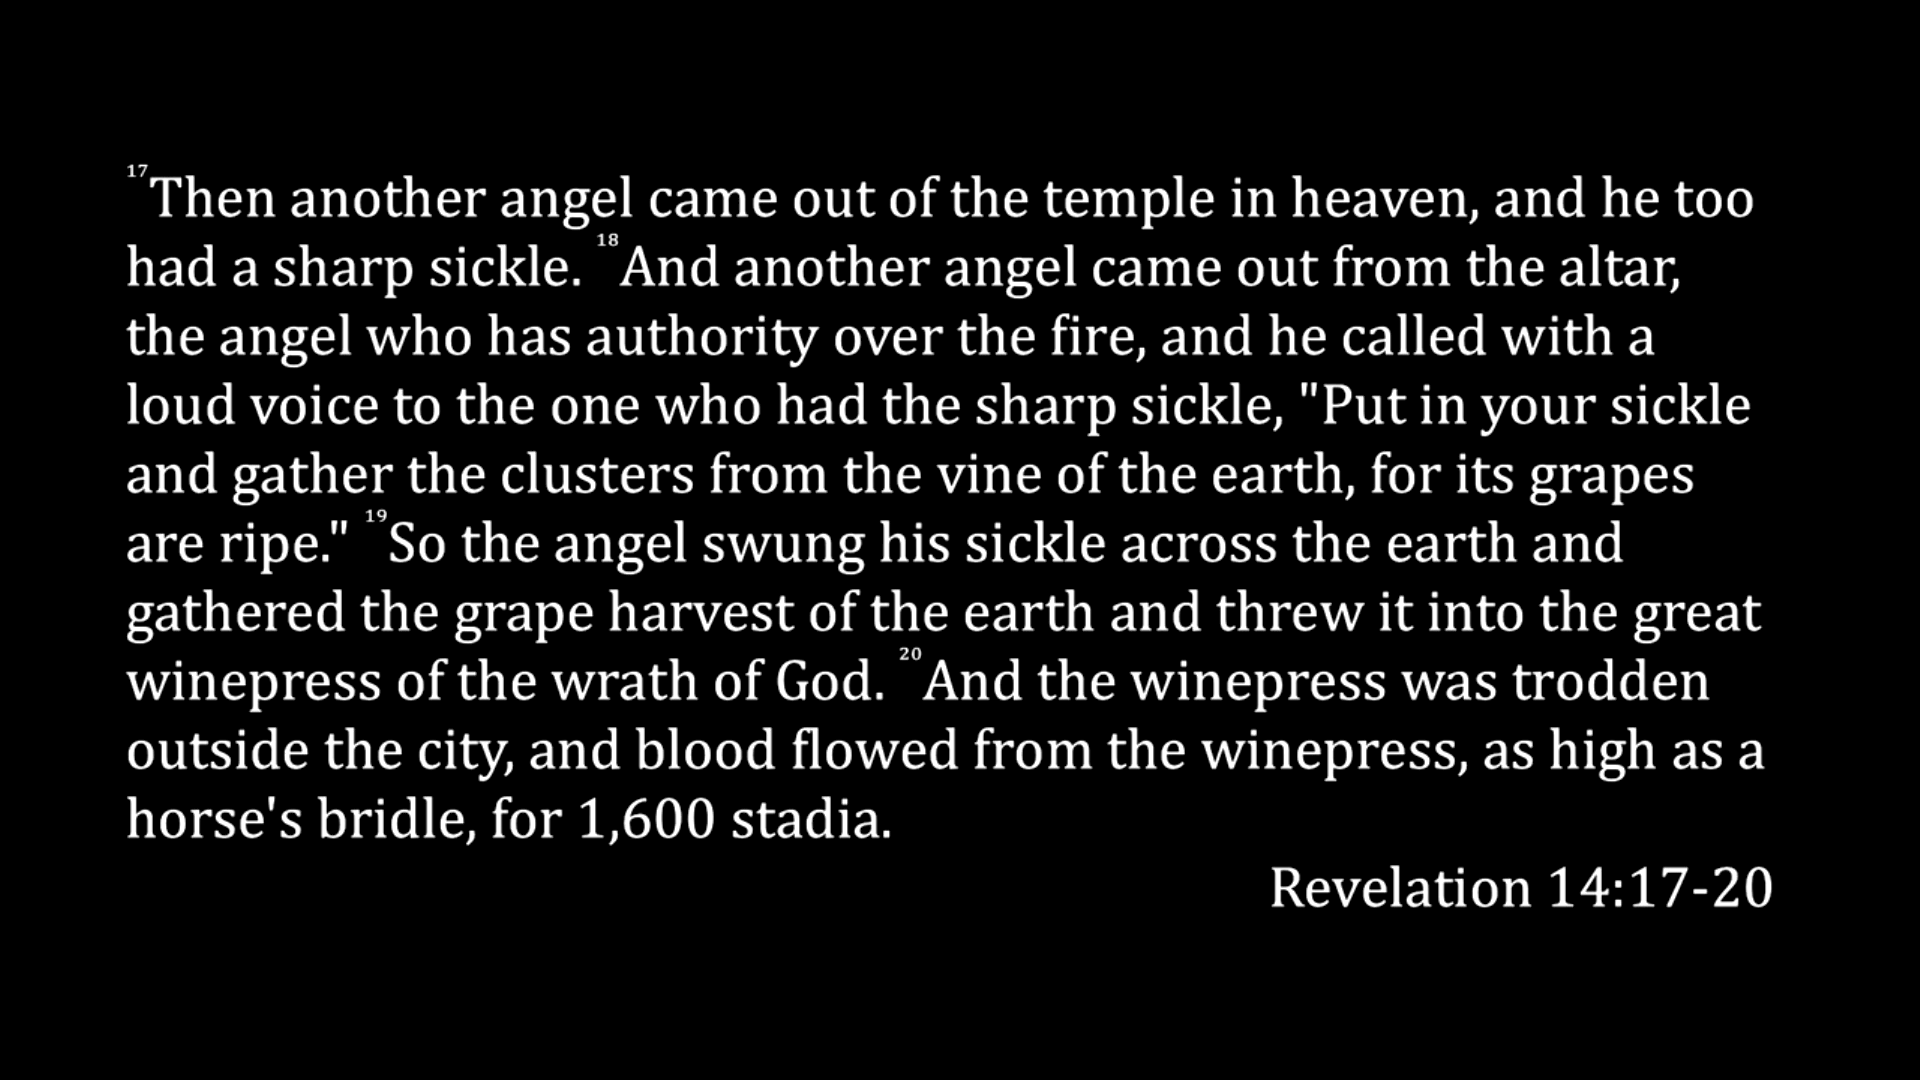 17Then another angel came out of the temple in heaven, and he too
had a sharp sickle. 18And another angel came out from the altar,
the angel who has authority over the fire, and he called with a
loud voice to the one who had the sharp sickle, "Put in your sickle
and gather the clusters from the vine of the earth, for its grapes
are ripe." 19So the angel swung his sickle across the earth and
gathered the grape harvest of the earth and threw it into the great
winepress of the wrath of God. 20And the winepress was trodden
outside the city, and blood flowed from the winepress, as high as a
horse's bridle, for 1,600 stadia.
Revelation 14:17-20